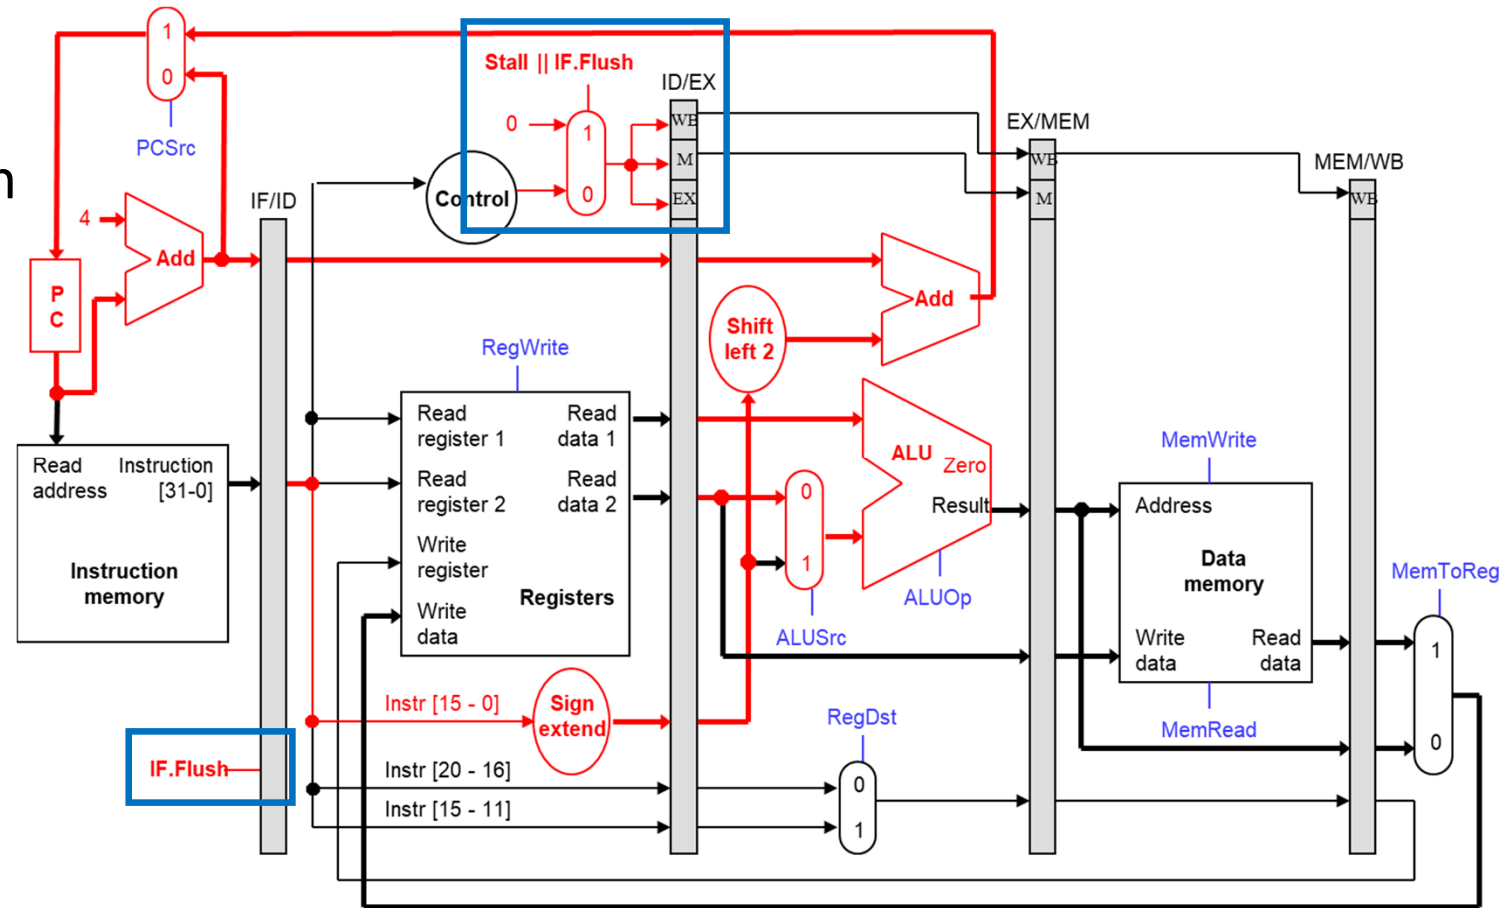 n
1
0
PCSrc
Stall || IF.Flush
0
1
0
Control
ID/EX
WB
M
EX
EX/MEM
WB
M
MEM/WB
WB
IF/ID
4
Add
P
C
Add
Shift
left 2
RegWrite
Read
register 1
Read
data 1
Read
register 2
Read
data 2
Write
register
Write
data
Registers
Read
address
Instruction
[31-0]
Instruction
memory
0
1
ALUSrc
ALU
Zero
Result
ALUOp
MemWrite
Address
Data
memory
Write
data
Read
data
MemRead
MemToReg
1
0
Instr [15 - 0]
Sign
extend
RegDst
0
1
IF.Flush
Instr [20 - 16]
Instr [15 - 11]